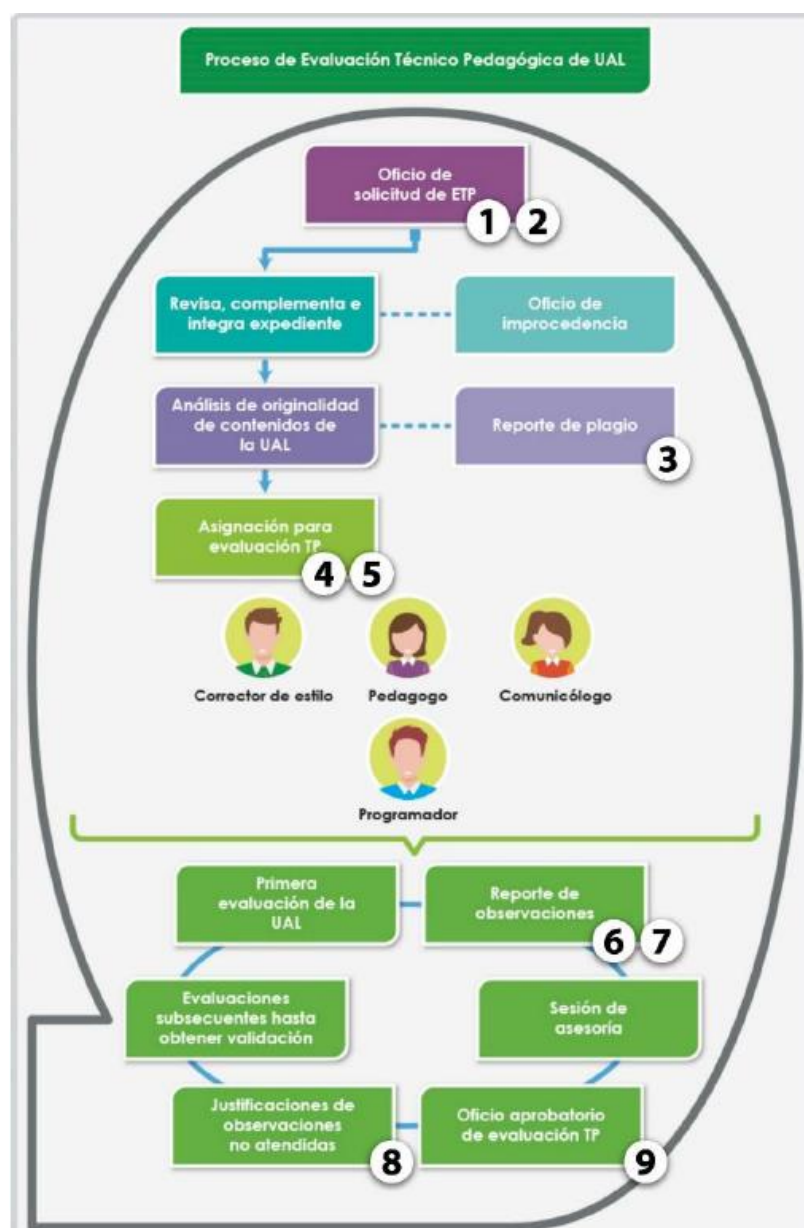 Proceso de Evaluación Técnico Pedagógica de UAL
Oficio de
solicitud de ETP
1 2
Revisa, complementa e
integra expediente
Oficio de
improcedencia
Análisis de originalidad
de contenidos de
la UAL
Reporte de plagio
3
Asignación para
evaluación TP
4 5
Corrector de estilo
Pedagogo
Comunicólogo
Programador
Primera
evaluación de la
UAL
Reporte de
observaciones
6 7
Evaluaciones
subsecuentes hasta
obtener validación
Sesión de
asesoría
Justificaciones de
observaciones
no atendidas
8
Oficio aprobatorio
de evaluación TP
9